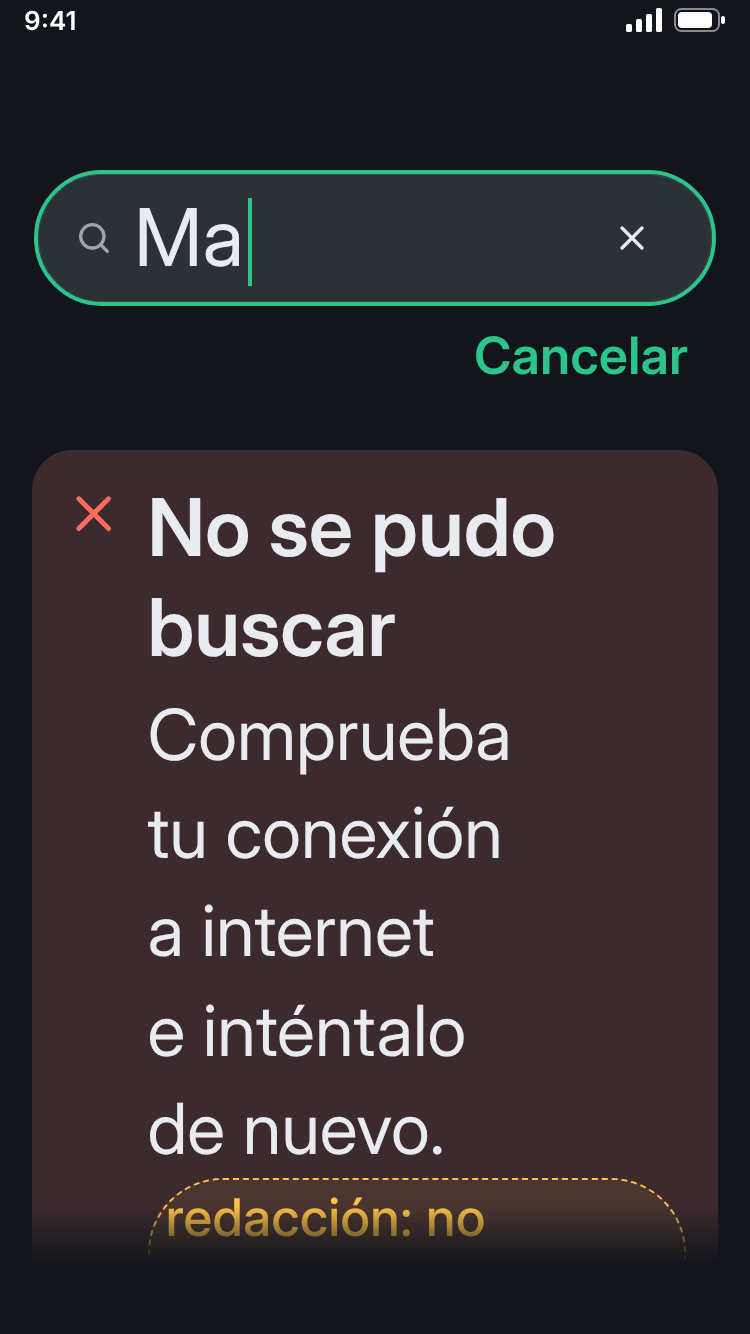 9:41
Ma
Cancelar
No se pudo
buscar
Comprueba
tu conexión
a internet
e inténtalo
de nuevo.
redacción: no